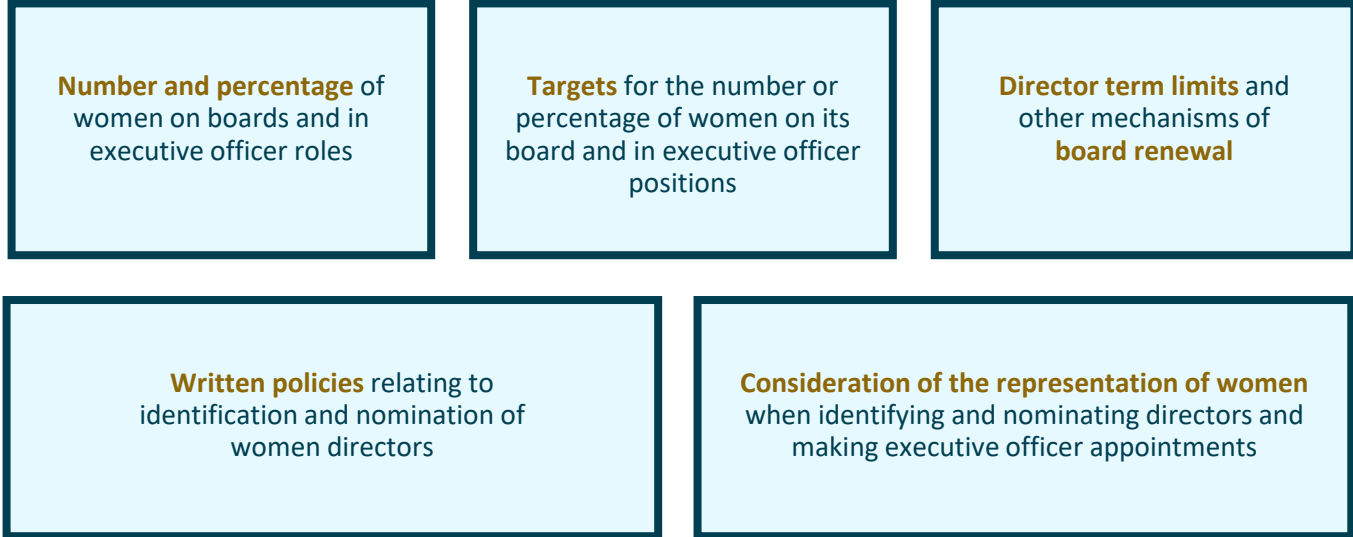 Number and percentage of
women on boards and in
executive officer roles
Targets for the number or
percentage of women on its
board and in executive officer
positions
Director term limits and
other mechanisms of
board renewal
Written policies relating to
identification and nomination of
women directors
Consideration of the representation of women
when identifying and nominating directors and
making executive officer appointments